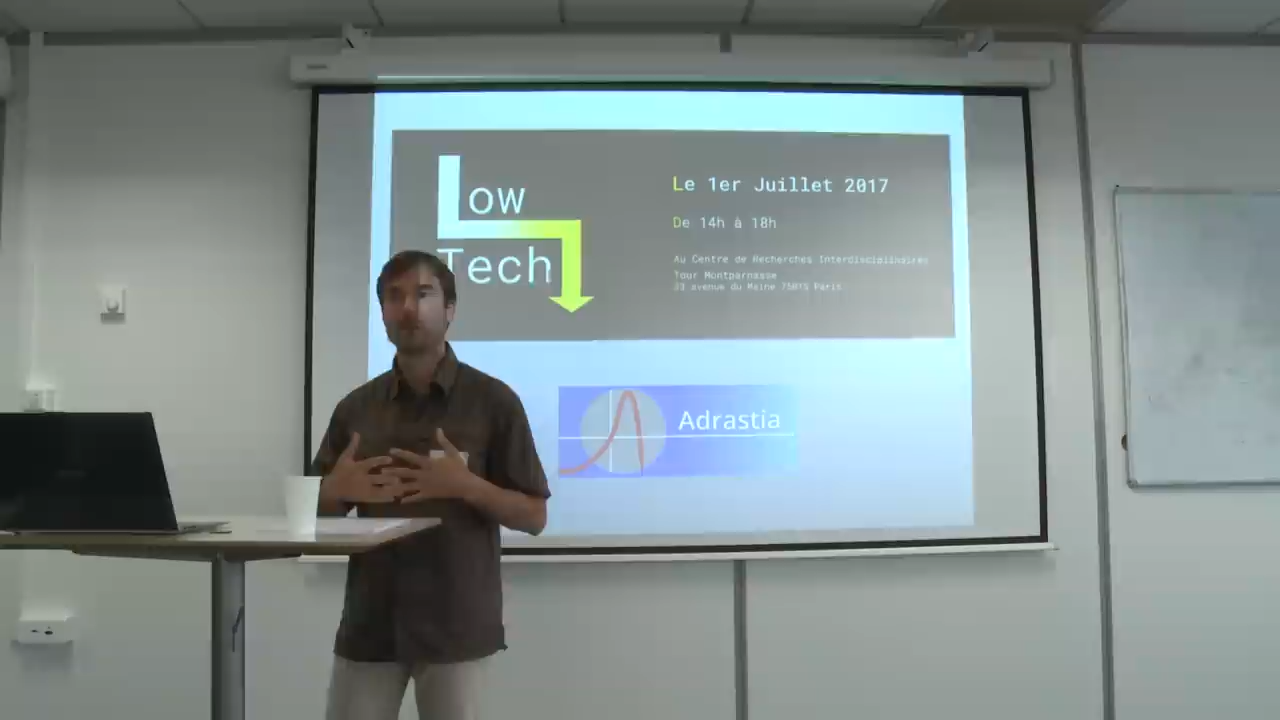 Low
Tech
Le 1er Juillet 2017
De 14h à 18h
Au Centre de Recherches Interdisciplinaires
Tour Montparnasse
33 avenue du Maine 75015 Paris
Adrastia